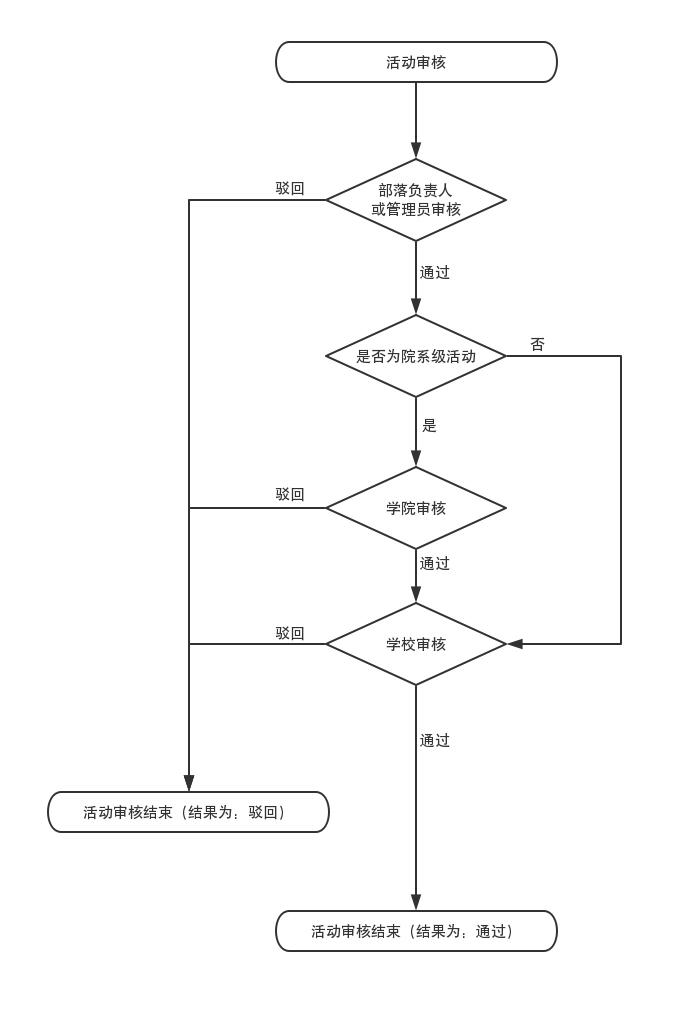 活动审核
驳回
部落负责人
或管理员审核
通过
否
是否为院系级活动
是
驳回
学院审核
通过
驳回
学校审核
通过
活动审核结束（结果为：驳回）
活动审核结束（结果为：通过）